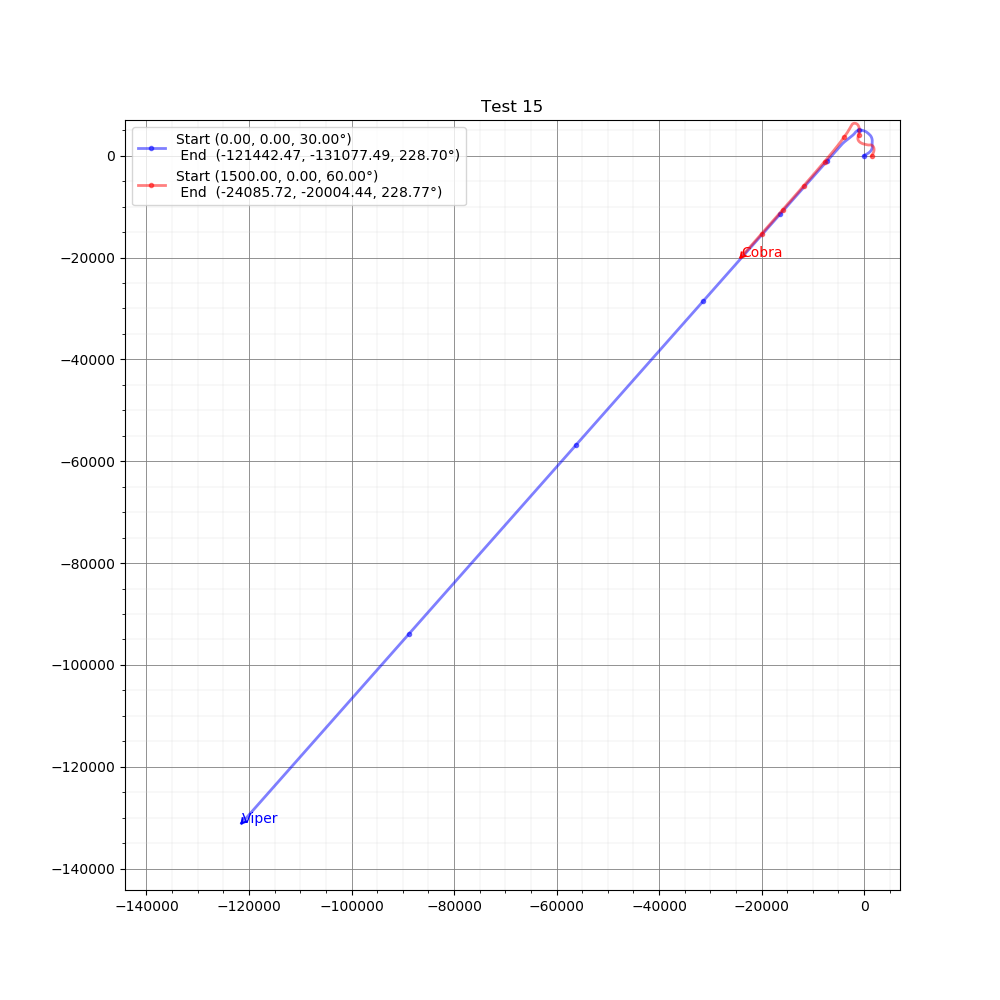 Test 15
Start (0.00, 0.00, 30.00°)
End (-121442.47, -131077.49, 228.70°)
Start (1500.00, 0.00, 60.00°)
End (-24085.72, -20004.44, 228.77°)
0
−20000
−40000
−60000
−80000
−100000
−120000
−140000
Cobra
Viper
−140000 −120000 −100000 −80000 −60000 −40000 −20000 0